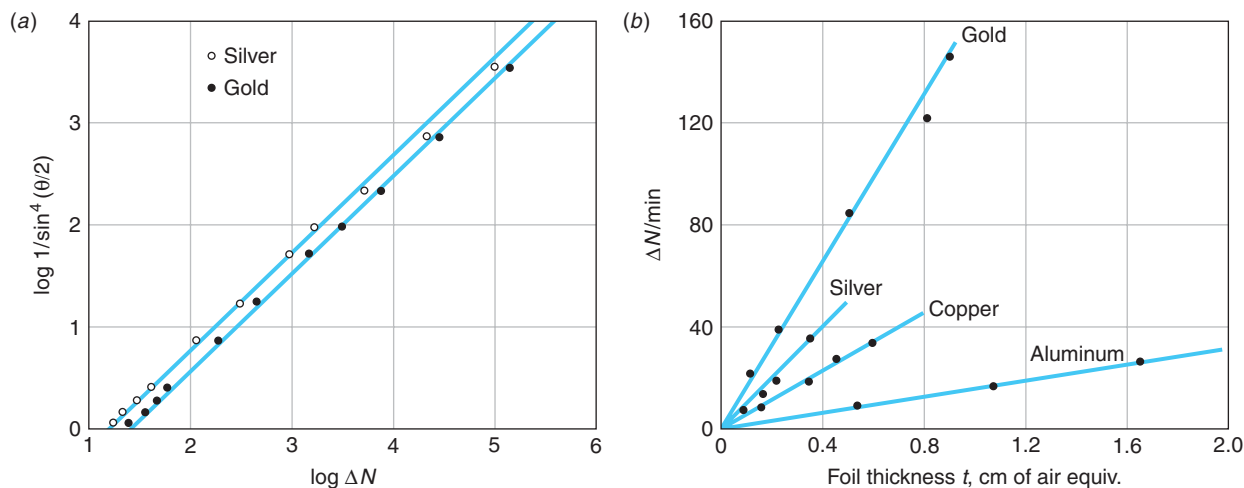 (a)
4
3
2
1
0
log 1/sin⁴ (θ/2)
Silver
Gold
1
2
3
4
5
6
log ΔN
(b)
160
120
80
40
0
ΔN/min
Gold
Silver
Copper
Aluminum
0
0.4
0.8
1.2
1.6
2.0
Foil thickness t, cm of air equiv.